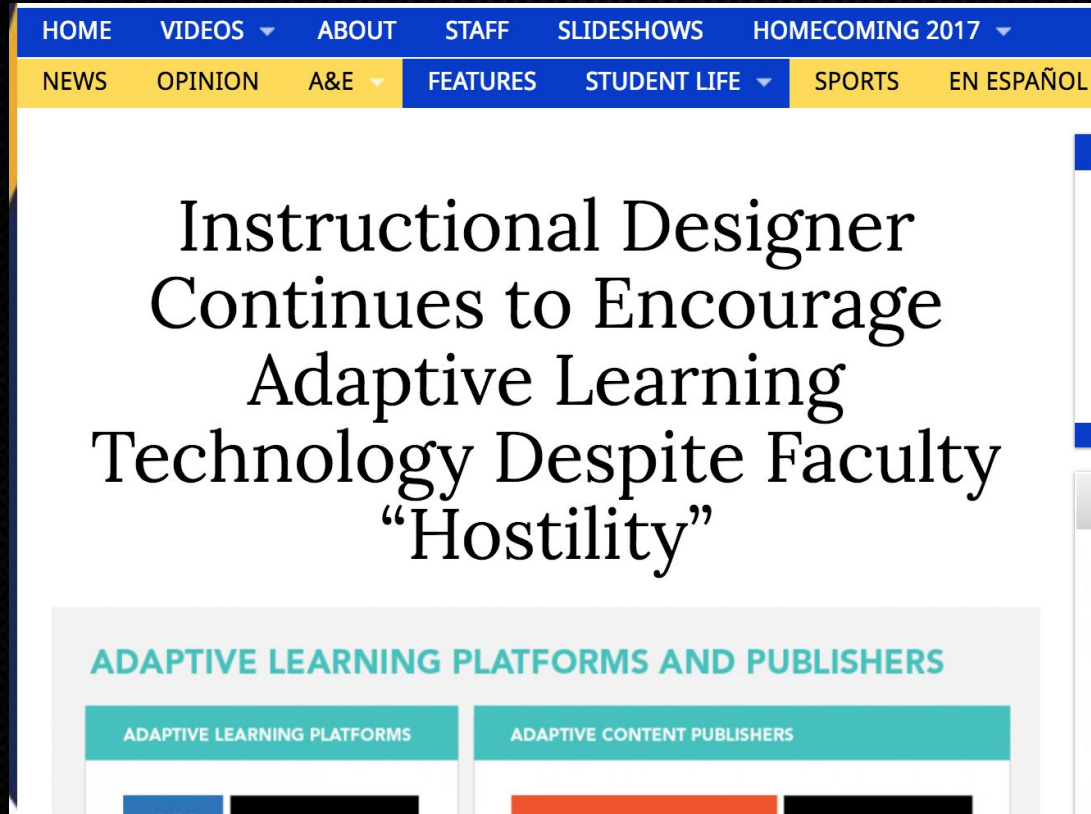 HOME VIDEOS ABOUT STAFF SLIDESHOWS HOMECOMING 2017
NEWS OPINION A&E FEATURES STUDENT LIFE SPORTS EN ESPAÑOL
Instructional Designer
Continues to Encourage
Adaptive Learning
Technology Despite Faculty
“Hostility”
ADAPTIVE LEARNING PLATFORMS AND PUBLISHERS
ADAPTIVE LEARNING PLATFORMS ADAPTIVE CONTENT PUBLISHERS